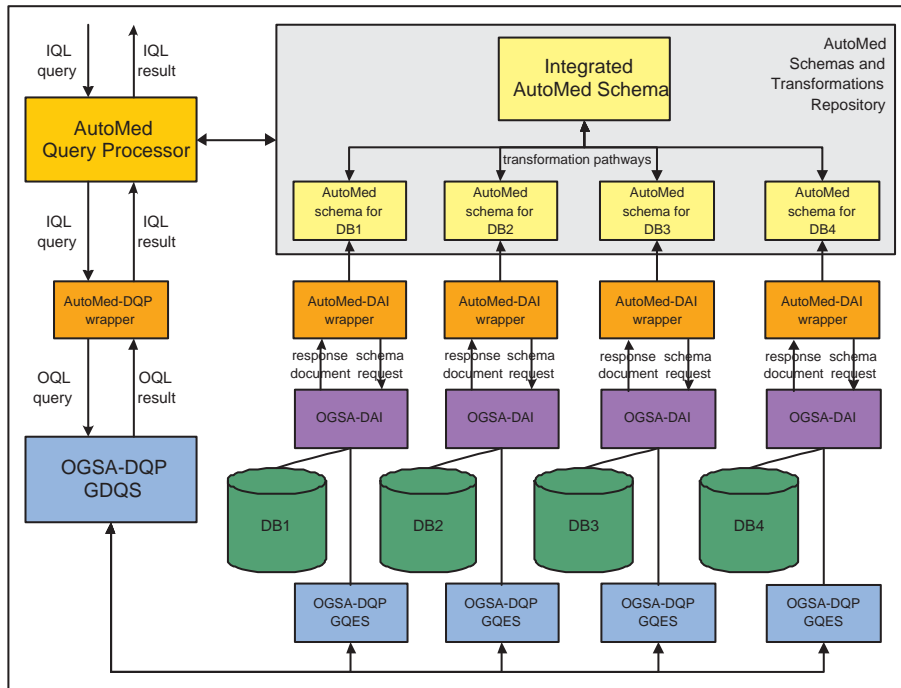 IQL
query
IQL
result
AutoMed
Query Processor
IQL
query
IQL
result
AutoMed-DQP
wrapper
OQL
query
OQL
result
OGSA-DQP
GDQS
Integrated
AutoMed Schema
AutoMed
Schemas and
Transformations
Repository
transformation pathways
AutoMed
schema for
DB1
AutoMed
schema for
DB2
AutoMed
schema for
DB3
AutoMed
schema for
DB4
AutoMed-DAI
wrapper
AutoMed-DAI
wrapper
AutoMed-DAI
wrapper
AutoMed-DAI
wrapper
response
document
schema
request
response
document
schema
request
response
document
schema
request
response
document
schema
request
OGSA-DAI
OGSA-DAI
OGSA-DAI
OGSA-DAI
DB1
DB2
DB3
DB4
OGSA-DQP
GQES
OGSA-DQP
GQES
OGSA-DQP
GQES
OGSA-DQP
GQES